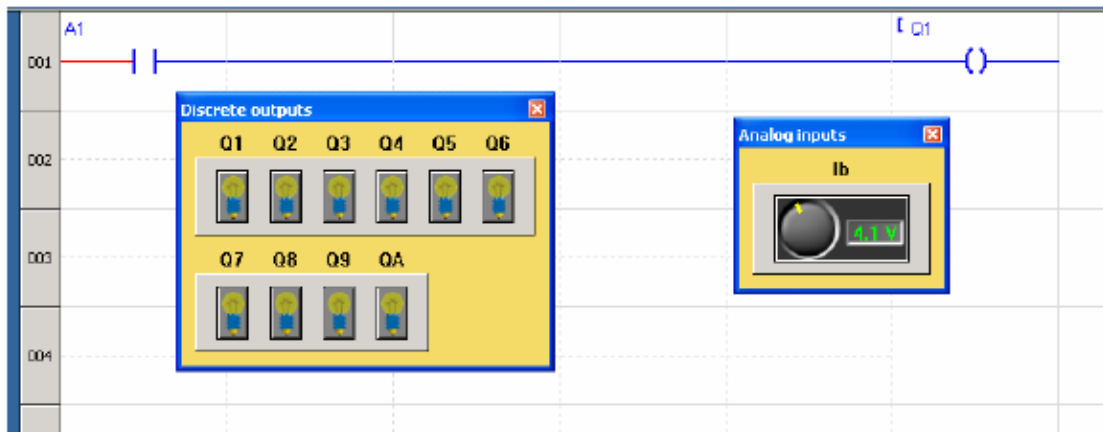 A1
[ Q1
001
Discrete outputs
Q1 Q2 Q3 Q4 Q5 Q6
Analog inputs
Ib
002
4.1 V
003
Q7 Q8 Q9 QA
004